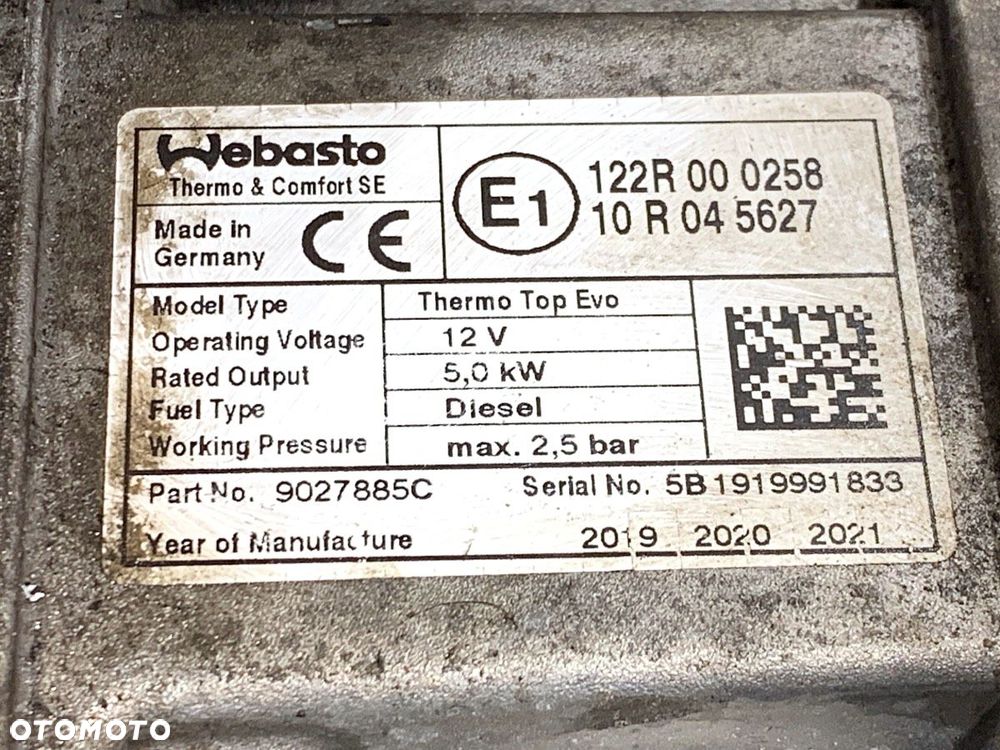 Webasto
Thermo & Comfort SE
Made in
Germany
CE
E1
122R 00 0258
10 R 04 5627
Model Type Thermo Top Evo
Operating Voltage 12 V
Rated Output 5,0 kW
Fuel Type Diesel
Working Pressure max. 2,5 bar
Part No. 9027885C Serial No. 5B1919991833
Year of Manufacture 2019 2020 2021
OTOMOTO